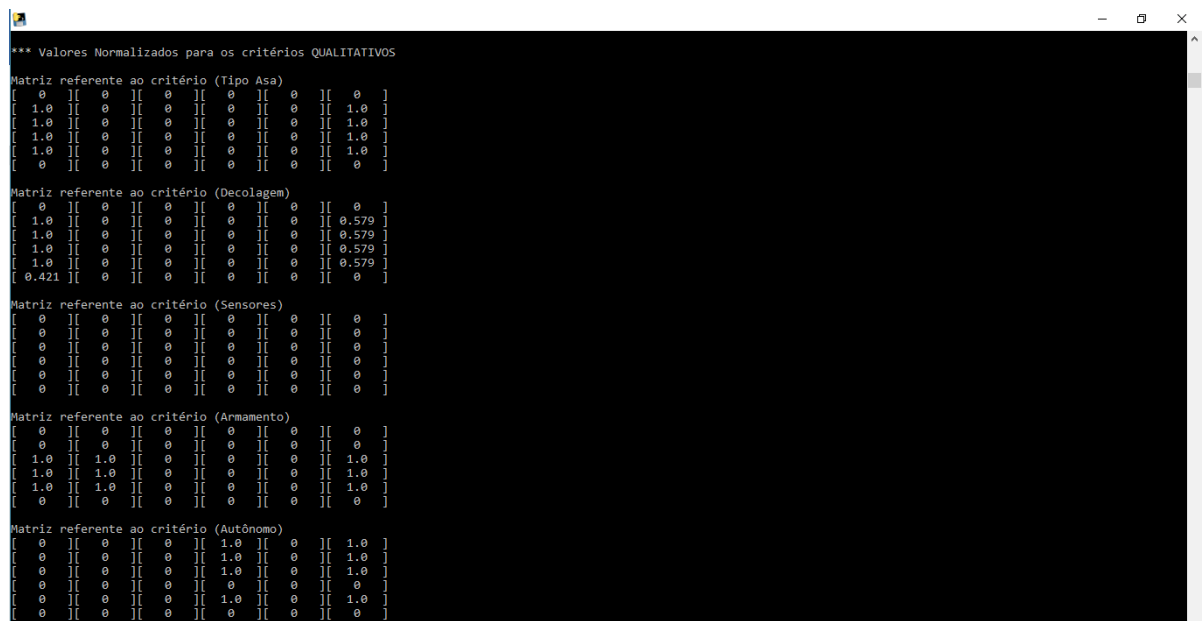 *** Valores Normalizados para os critérios QUALITATIVOS
Matriz referente ao critério (Tipo Asa)
[ 0 ][ 0 ][ 0 ][ 0 ][ 0 ][ 0 ]
[ 1.0 ][ 0 ][ 0 ][ 0 ][ 0 ][ 1.0 ]
[ 1.0 ][ 0 ][ 0 ][ 0 ][ 0 ][ 1.0 ]
[ 1.0 ][ 0 ][ 0 ][ 0 ][ 0 ][ 1.0 ]
[ 1.0 ][ 0 ][ 0 ][ 0 ][ 0 ][ 1.0 ]
[ 0 ][ 0 ][ 0 ][ 0 ][ 0 ][ 0 ]
Matriz referente ao critério (Decolagem)
[ 0 ][ 0 ][ 0 ][ 0 ][ 0 ][ 0 ]
[ 1.0 ][ 0 ][ 0 ][ 0 ][ 0 ][ 0.579 ]
[ 1.0 ][ 0 ][ 0 ][ 0 ][ 0 ][ 0.579 ]
[ 1.0 ][ 0 ][ 0 ][ 0 ][ 0 ][ 0.579 ]
[ 1.0 ][ 0 ][ 0 ][ 0 ][ 0 ][ 0.579 ]
[ 0.421 ][ 0 ][ 0 ][ 0 ][ 0 ][ 0 ]
Matriz referente ao critério (Sensores)
[ 0 ][ 0 ][ 0 ][ 0 ][ 0 ][ 0 ]
[ 0 ][ 0 ][ 0 ][ 0 ][ 0 ][ 0 ]
[ 0 ][ 0 ][ 0 ][ 0 ][ 0 ][ 0 ]
[ 0 ][ 0 ][ 0 ][ 0 ][ 0 ][ 0 ]
[ 0 ][ 0 ][ 0 ][ 0 ][ 0 ][ 0 ]
[ 0 ][ 0 ][ 0 ][ 0 ][ 0 ][ 0 ]
Matriz referente ao critério (Armamento)
[ 0 ][ 0 ][ 0 ][ 0 ][ 0 ][ 0 ]
[ 0 ][ 0 ][ 0 ][ 0 ][ 0 ][ 0 ]
[ 1.0 ][ 1.0 ][ 0 ][ 0 ][ 0 ][ 1.0 ]
[ 1.0 ][ 1.0 ][ 0 ][ 0 ][ 0 ][ 1.0 ]
[ 1.0 ][ 1.0 ][ 0 ][ 0 ][ 0 ][ 1.0 ]
[ 0 ][ 0 ][ 0 ][ 0 ][ 0 ][ 0 ]
Matriz referente ao critério (Autônomo)
[ 0 ][ 0 ][ 0 ][ 1.0 ][ 0 ][ 1.0 ]
[ 0 ][ 0 ][ 0 ][ 1.0 ][ 0 ][ 1.0 ]
[ 0 ][ 0 ][ 0 ][ 1.0 ][ 0 ][ 1.0 ]
[ 0 ][ 0 ][ 0 ][ 0 ][ 0 ][ 0 ]
[ 0 ][ 0 ][ 0 ][ 1.0 ][ 0 ][ 1.0 ]
[ 0 ][ 0 ][ 0 ][ 0 ][ 0 ][ 0 ]